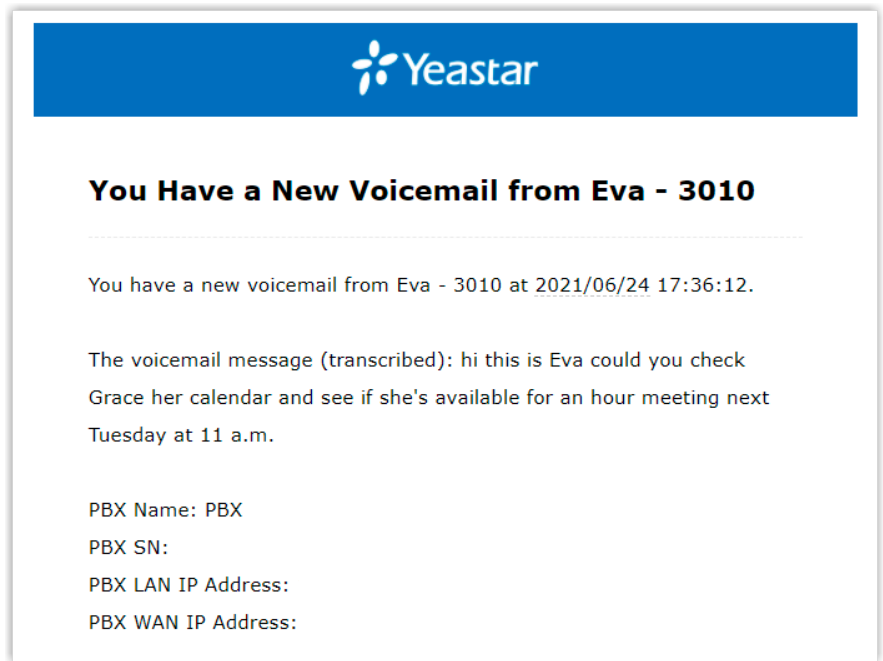 Yeastar
You Have a New Voicemail from Eva - 3010
You have a new voicemail from Eva - 3010 at 2021/06/24 17:36:12.
The voicemail message (transcribed): hi this is Eva could you check
Grace her calendar and see if she's available for an hour meeting next
Tuesday at 11 a.m.
PBX Name: PBX
PBX SN:
PBX LAN IP Address:
PBX WAN IP Address: